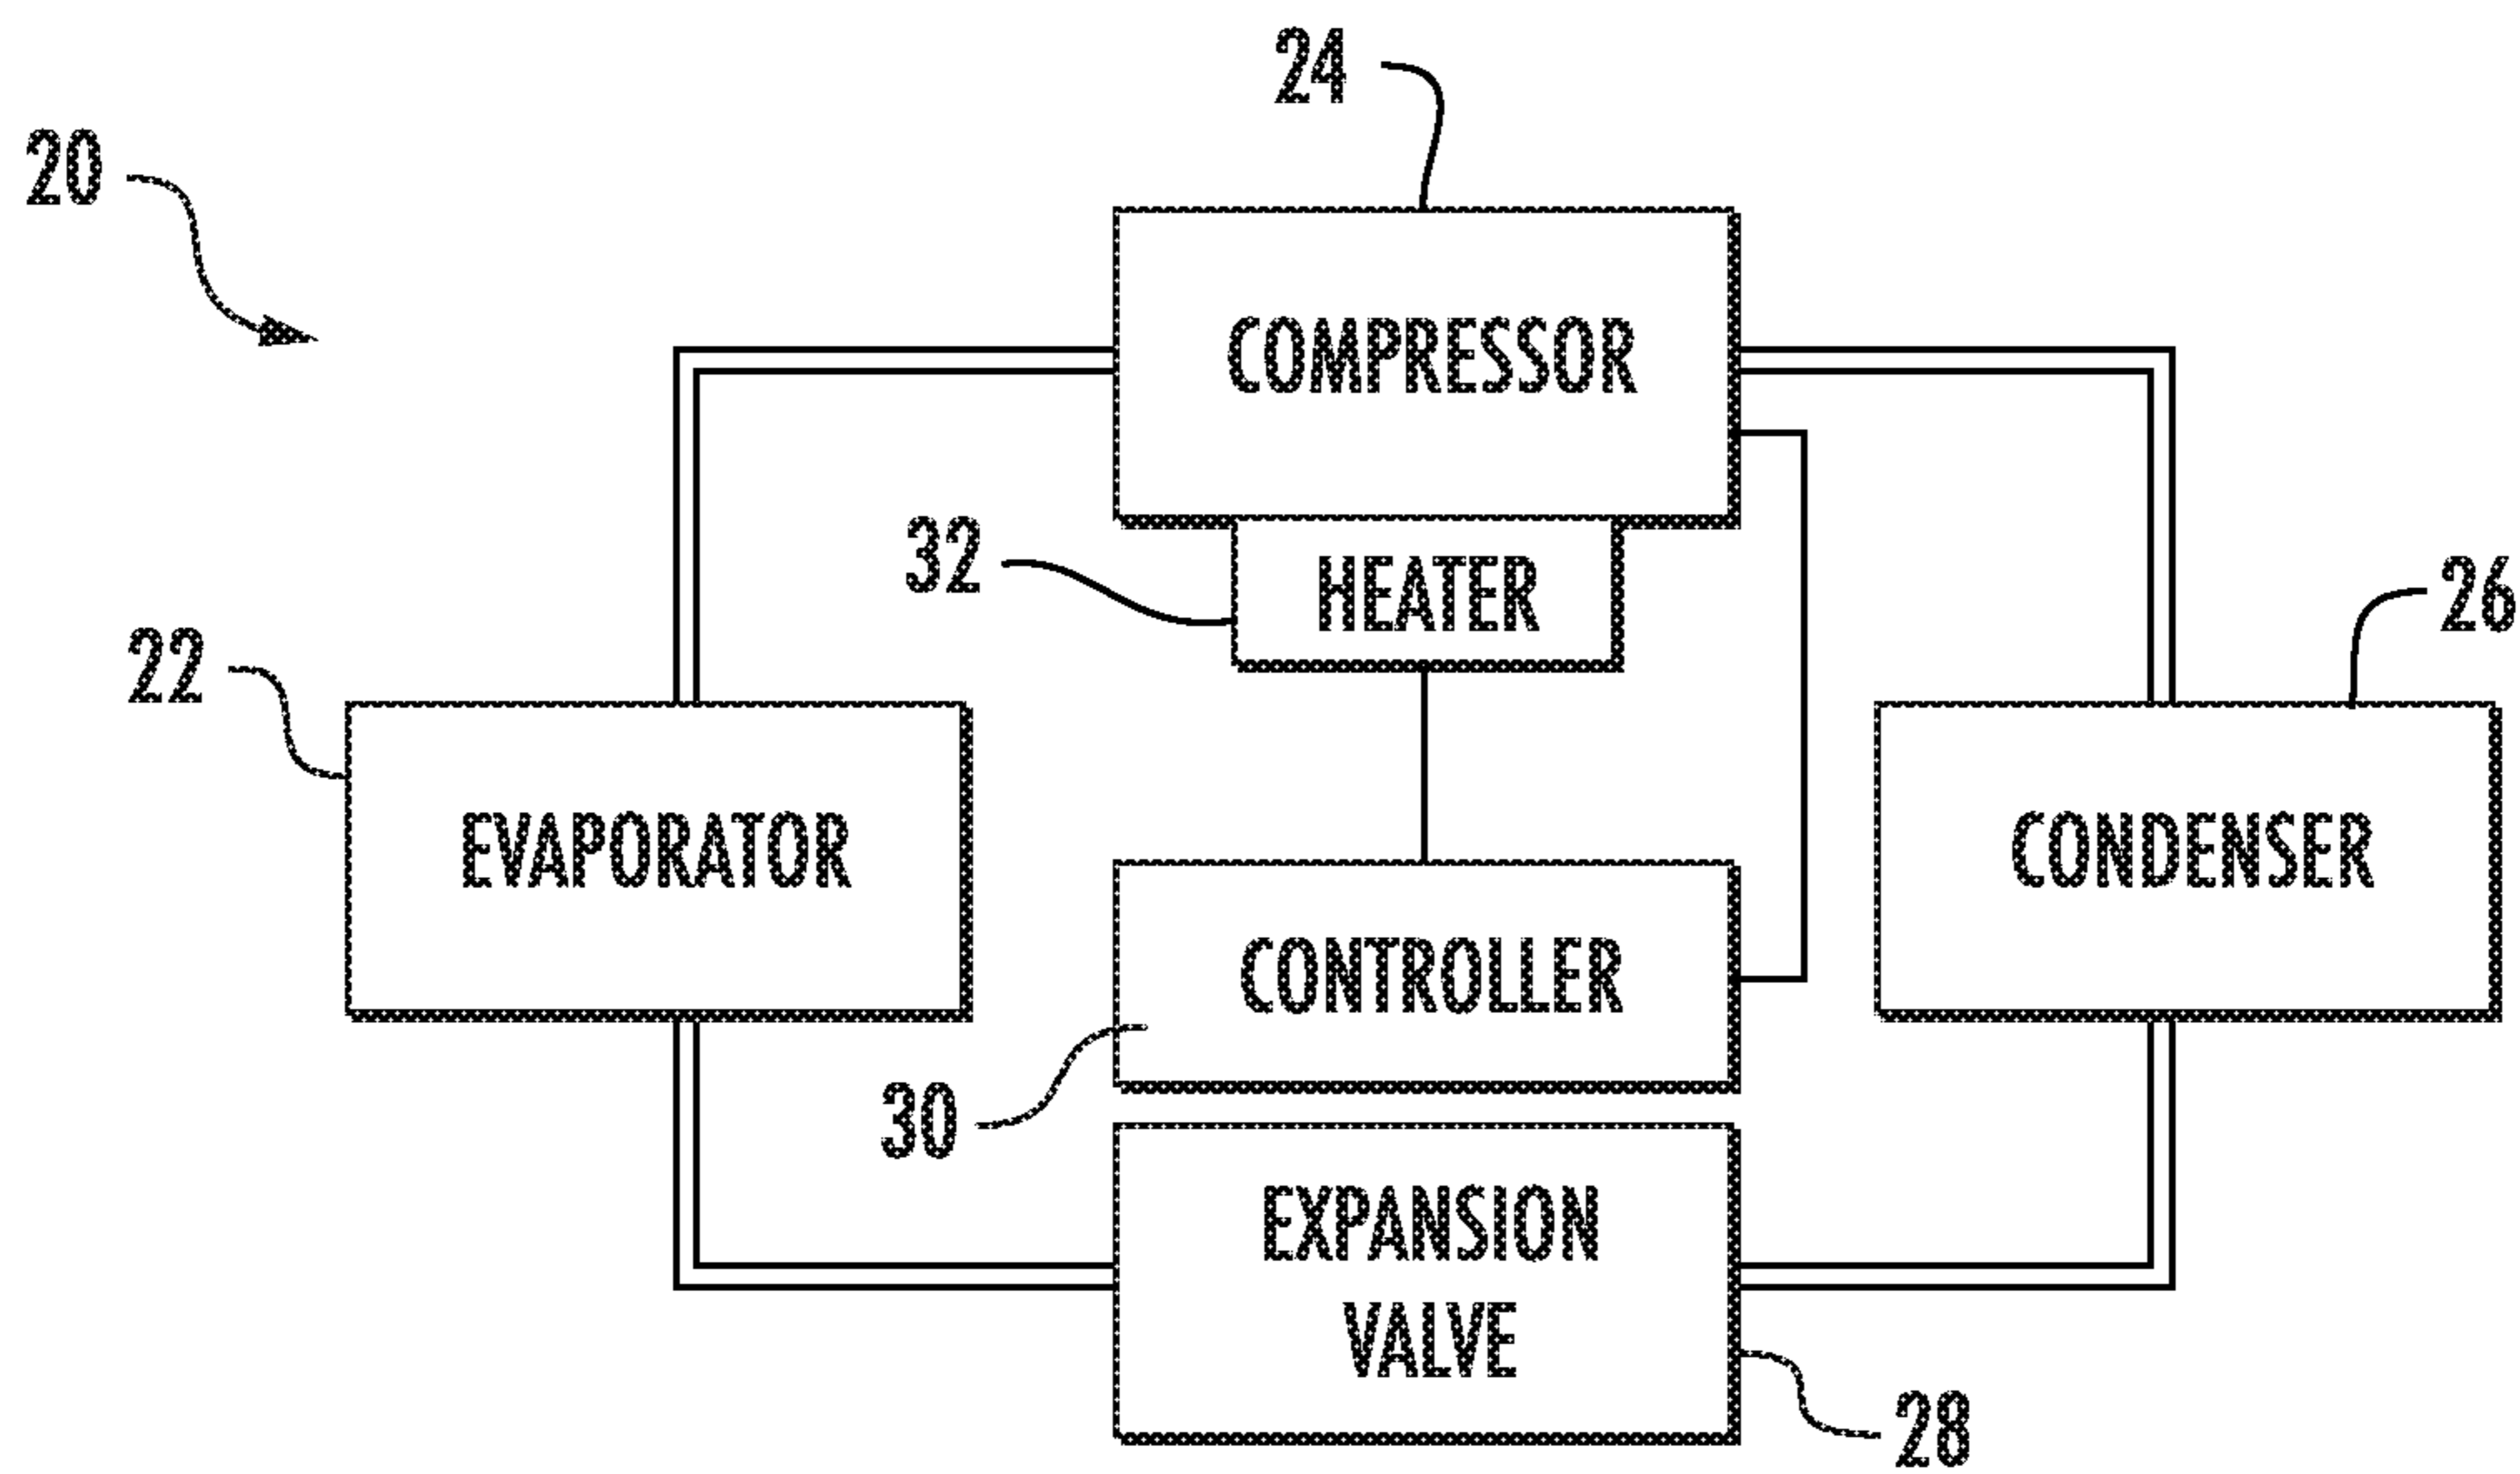 24
20
COMPRESSOR
32
HEATER
26
22
EVAPORATOR
CONDENSER
CONTROLLER
30
EXPANSION
VALVE
28